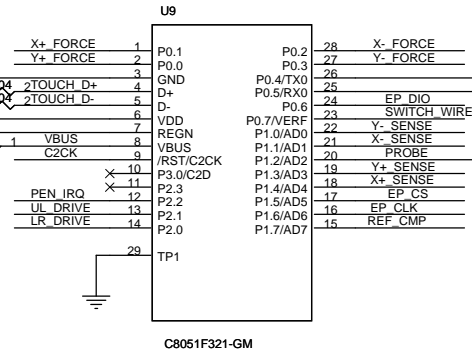 U9
X+_FORCE 1 P0.1 P0.2 28 X-_FORCE
Y+_FORCE 2 P0.0 P0.3 27 Y-_FORCE
3 GND P0.4/TX0 26
04 2 TOUCH_D+ 4 D+ P0.5/RX0 25
04 2 TOUCH_D- 5 D- P0.6 24 EP_DIO
6 VDD P0.7/VERF 23 SWITCH_WIRE
7 REGN P1.0/AD0 22 Y-_SENSE
1 VBUS 8 VBUS P1.1/AD1 21 X-_SENSE
C2CK 9 /RST/C2CK P1.2/AD2 20 PROBE
10 P3.0/C2D P1.3/AD3 19 Y+_SENSE
11 P2.3 P1.4/AD4 18 X+_SENSE
PEN_IRQ 12 P2.2 P1.5/AD5 17 EP_CS
UL_DRIVE 13 P2.1 P1.6/AD6 16 EP_CLK
LR_DRIVE 14 P2.0 P1.7/AD7 15 REF_CMP
29 TP1
C8051F321-GM